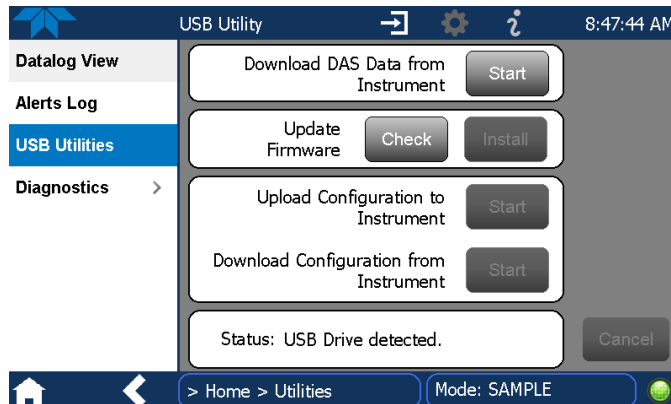 USB Utility
8:47:44 AM
Datalog View
Alerts Log
USB Utilities
Diagnostics >
Download DAS Data from
Instrument
Start
Update
Firmware
Check
Install
Upload Configuration to
Instrument
Start
Download Configuration from
Instrument
Start
Status: USB Drive detected.
Cancel
> Home > Utilities
Mode: SAMPLE